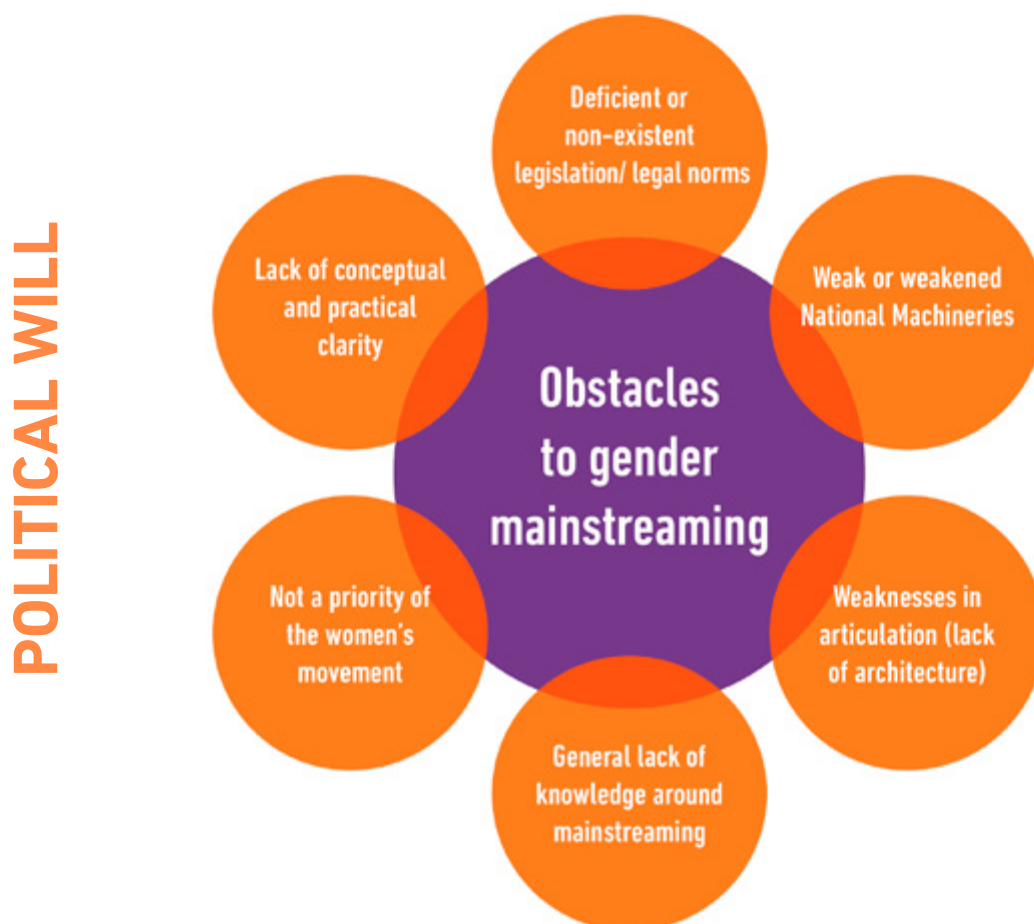 POLITICAL WILL
Deficient or
non-existent
legislation/ legal norms
Weak or weakened
National Machineries
Weaknesses in
articulation (lack
of architecture)
General lack of
knowledge around
mainstreaming
Not a priority of
the women's
movement
Lack of conceptual
and practical
clarity
Obstacles
to gender
mainstreaming